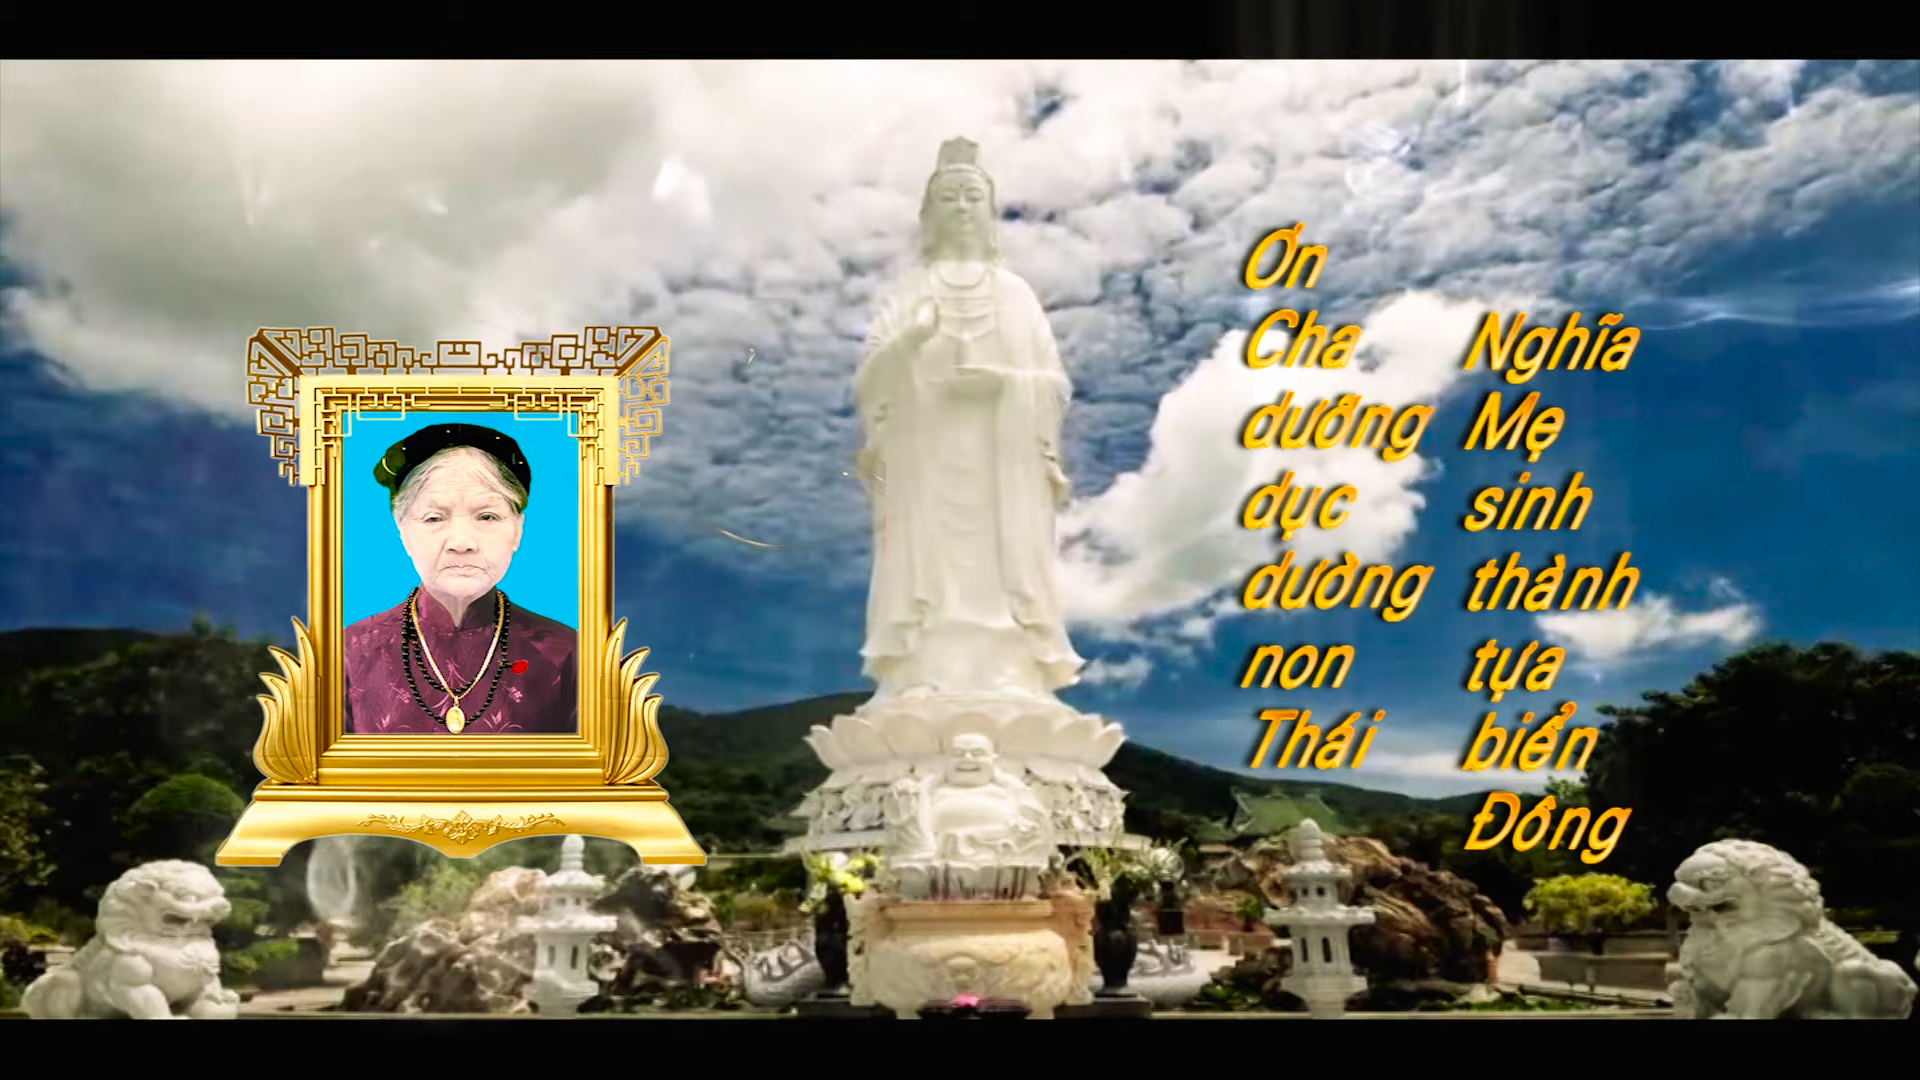 Ơn
Cha
dưỡng
dục
dường
non
Thái
Nghĩa
Mẹ
sinh
thành
tựa
biển
Đông